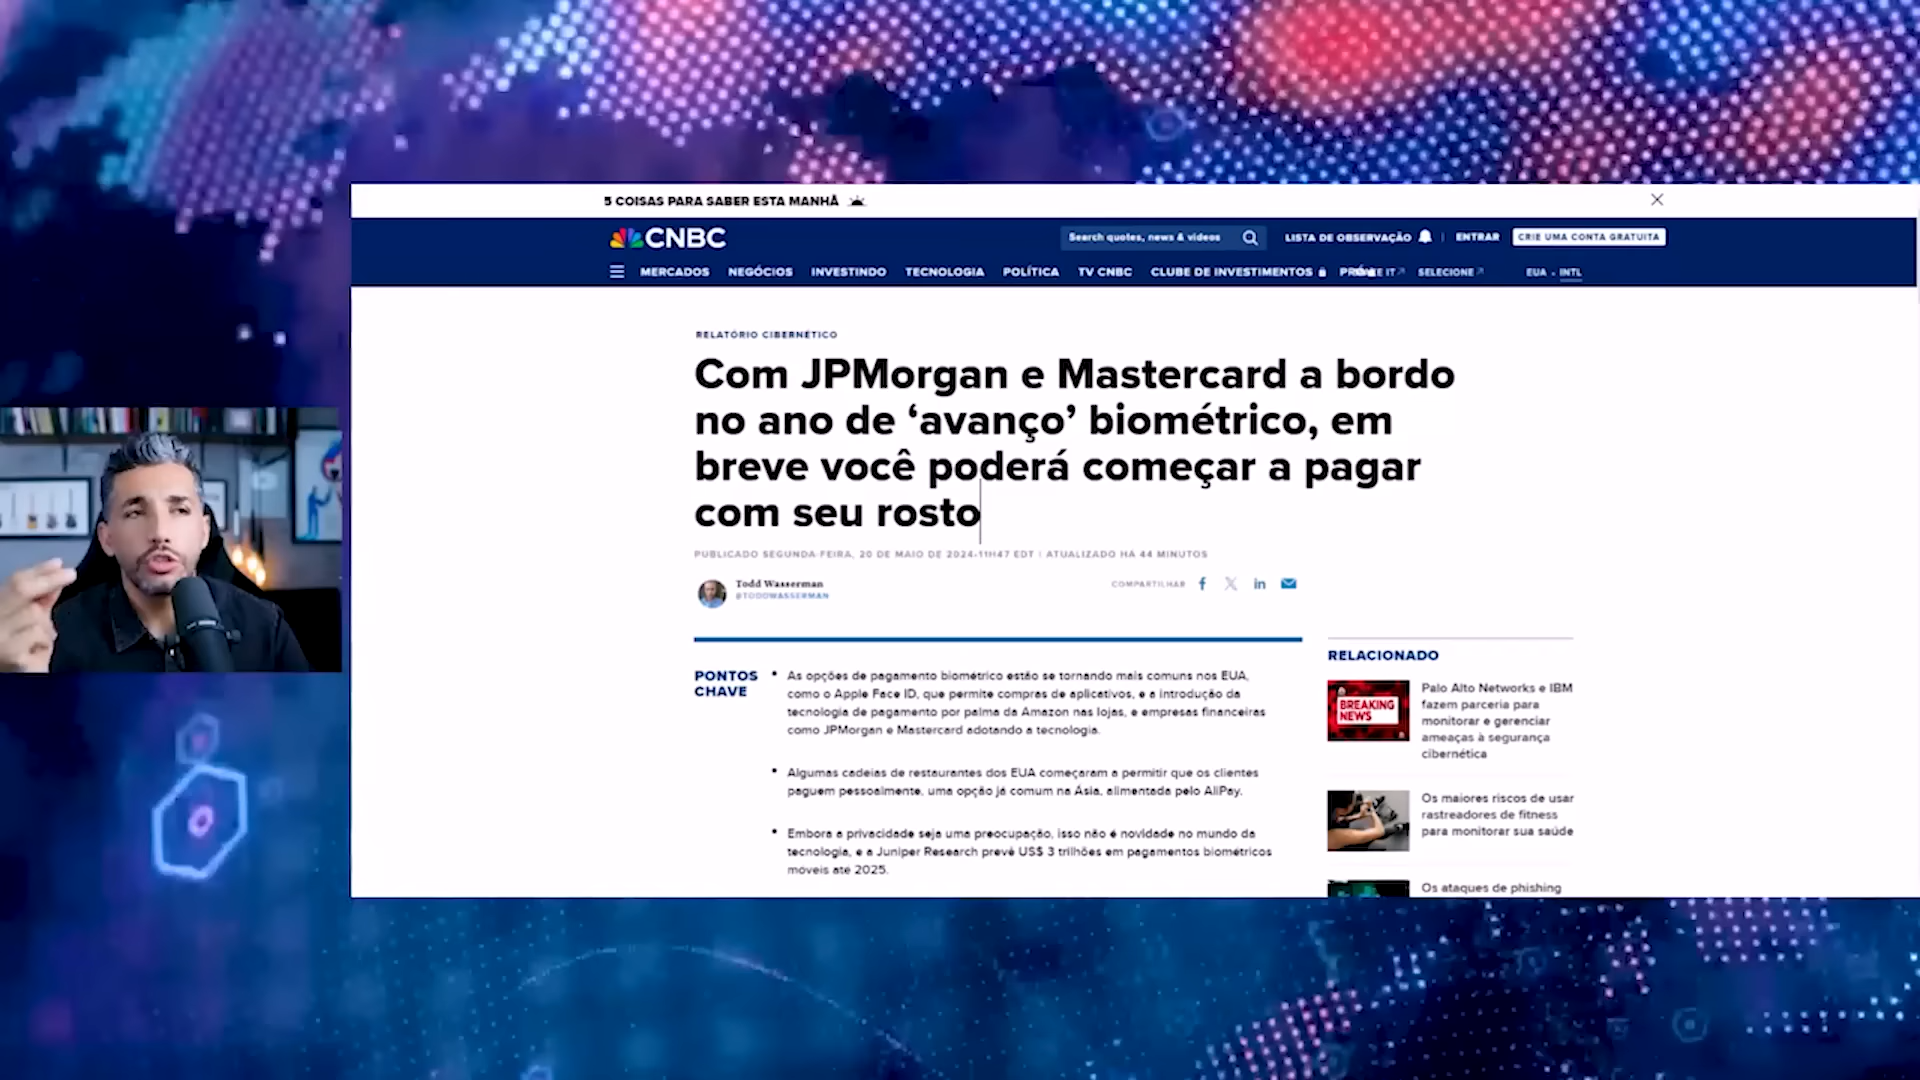 5 COISAS PARA SABER ESTA MANHÃ
CNBC
Search quotes, news & videos
LISTA DE OBSERVAÇÃO
ENTRAR
CRIE UMA CONTA GRATUITA
MERCADOS NEGÓCIOS INVESTINDO TECNOLOGIA POLÍTICA TV CNBC CLUBE DE INVESTIMENTOS SELECIONE EUA • INTL
RELATÓRIO CIBERNÉTICO
Com JPMorgan e Mastercard a bordo
no ano de ‘avanço’ biométrico, em
breve você poderá começar a pagar
com seu rosto
PUBLICADO SEGUNDA-FEIRA, 20 DE MAIO DE 2024•11H47 EDT | ATUALIZADO HÁ 44 MINUTOS
Todd Wasserman
@TODDWASSERMAN
COMPARTILHAR
PONTOS
CHAVE
• As opções de pagamento biométrico estão se tornando mais comuns nos EUA,
como o Apple Face ID, que permite compras de aplicativos, e a introdução da
tecnologia de pagamento por palma da Amazon nas lojas, e empresas financeiras
como JPMorgan e Mastercard adotando a tecnologia.
• Algumas cadeias de restaurantes dos EUA começaram a permitir que os clientes
paguem pessoalmente, uma opção já comum na Ásia, alimentada pelo AliPay.
• Embora a privacidade seja uma preocupação, isso não é novidade no mundo da
tecnologia, e a Juniper Research prevê US$ 3 trilhões em pagamentos biométricos
móveis até 2025.
RELACIONADO
BREAKING
NEWS
Palo Alto Networks e IBM
fazem parceria para
monitorar e gerenciar
ameaças à segurança
cibernética
Os maiores riscos de usar
rastreadores de fitness
para monitorar sua saúde
Os ataques de phishing